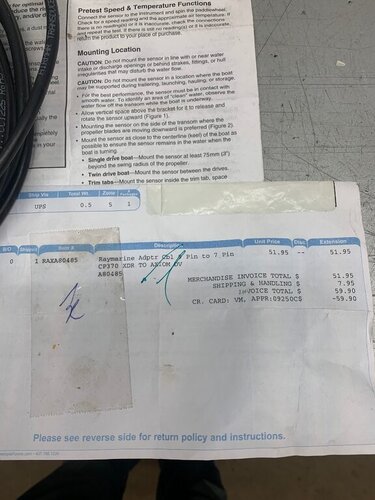 optimal
reduce the
mize your
and/or
Pretest Speed & Temperature Functions
Connect the sensor to the instrument and spin the paddlewheel.
Check for a speed reading and the approximate air temperature. If
there is no reading(s) or it is inaccurate, check the connections
and repeat the test. If there is still no reading(s) or it is inaccurate,
return the product to your place of purchase.
Mounting Location
CAUTION: Do not mount the sensor in line with or near water
intake or discharge openings or behind strakes, fittings, or hull
irregularities that may disturb the water flow.
CAUTION: Do not mount the sensor in a location where the boat
may be supported during trailering, launching, hauling, or storage.
• For the best performance, the sensor must be in contact with
smooth water. To identify an area of "clean" water, observe the
water flow off the transom while the boat is underway.
• Allow vertical space above the bracket for it to release and
rotate the sensor upward (Figure 1).
• Mounting the sensor on the side of the transom where the
propeller blades are moving downward is preferred (Figure 2).
• Mount the sensor as close to the centerline (keel) of the boat as
possible to ensure the sensor remains in the water when the
boat is turning.
• Single drive boat—Mount the sensor at least 75mm (3")
beyond the swing radius of the propeller.
• Twin drive boat—Mount the sensor between the drives.
• Trim tabs—Mount the sensor inside the trim tab, space
Ship Via Total Wt. Zone
UPS 0.5 5 1
B/O Shipped Item # Description Unit Price Disc. Extension
0 1 RAXA80485 Raymarine Adptr Cbl Pin to 7 Pin 51.95 -- 51.95
CP370 XDR TO AXIOM DV
A80485
MERCHANDISE INVOICE TOTAL $ 51.95
SHIPPING & HANDLING $ 7.95
INVOICE TOTAL $ 59.90
CR. CARD: VM, APPR:09250C$ -59.90
Please see reverse side for return policy and instructions.